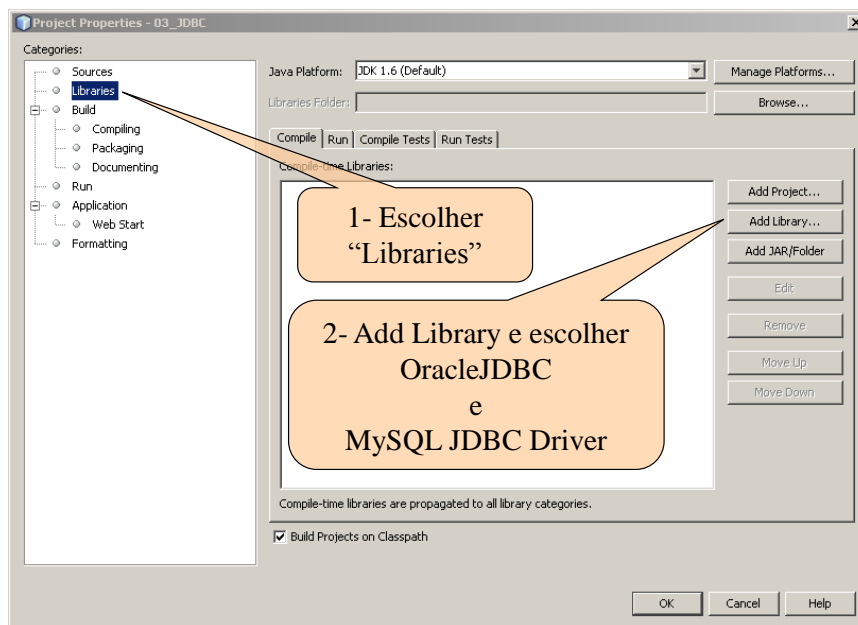 Project Properties - 03_JDBC
Categories:
Sources
Libraries
Build
Compiling
Packaging
Documenting
Run
Application
Web Start
Formatting
Java Platform:
JDK 1.6 (Default)
Manage Platforms...
Libraries Folder:
Browse...
Compile
Run
Compile Tests
Run Tests
Compile-time Libraries:
1- Escolher
“Libraries”
2- Add Library e escolher
OracleJDBC
e
MySQL JDBC Driver
Add Project...
Add Library...
Add JAR/Folder
Edit
Remove
Move Up
Move Down
Compile-time libraries are propagated to all library categories.
Build Projects on Classpath
OK
Cancel
Help